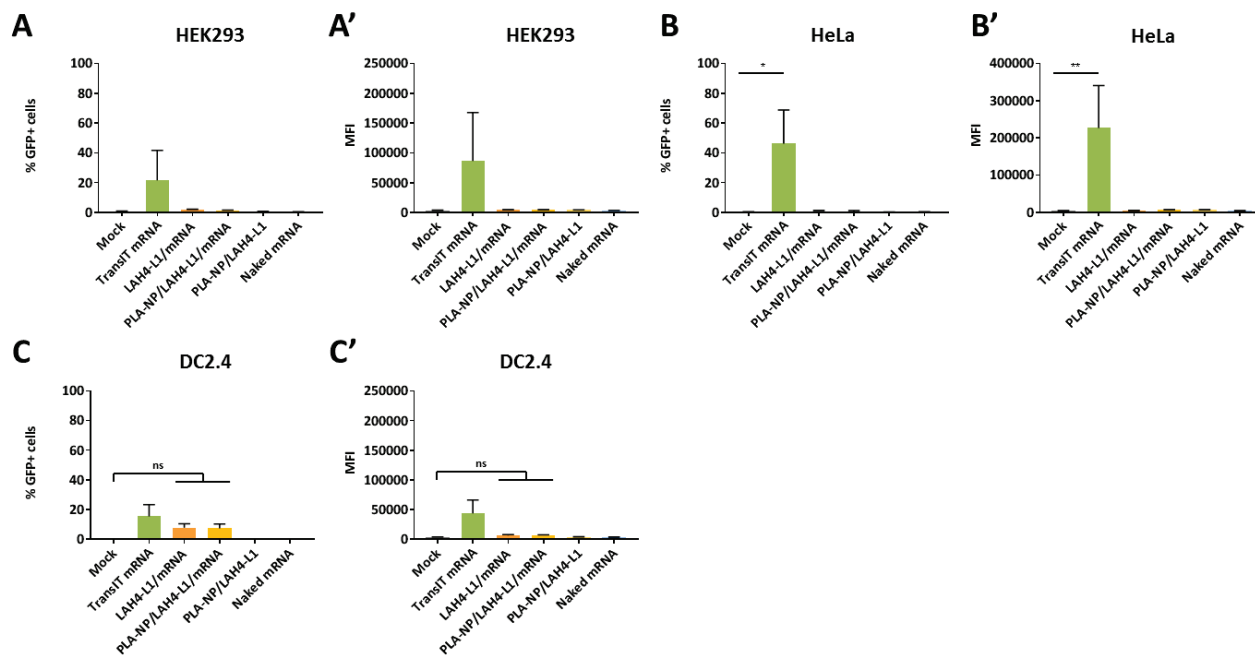 A
HEK293
% GFP+ cells
100
80
60
40
20
0
Mock
TransIT mRNA
LAH4-L1/mRNA
PLA-NP/LAH4-L1/mRNA
PLA-NP/LAH4-L1
Naked mRNA
A’
HEK293
MFI
250000
200000
150000
100000
50000
0
Mock
TransIT mRNA
LAH4-L1/mRNA
PLA-NP/LAH4-L1/mRNA
PLA-NP/LAH4-L1
Naked mRNA
B
HeLa
% GFP+ cells
100
80
60
40
20
0
*
Mock
TransIT mRNA
LAH4-L1/mRNA
PLA-NP/LAH4-L1/mRNA
PLA-NP/LAH4-L1
Naked mRNA
B’
HeLa
MFI
400000
300000
200000
100000
0
**
Mock
TransIT mRNA
LAH4-L1/mRNA
PLA-NP/LAH4-L1/mRNA
PLA-NP/LAH4-L1
Naked mRNA
C
DC2.4
% GFP+ cells
100
80
60
40
20
0
ns
Mock
TransIT mRNA
LAH4-L1/mRNA
PLA-NP/LAH4-L1/mRNA
PLA-NP/LAH4-L1
Naked mRNA
C’
DC2.4
MFI
250000
200000
150000
100000
50000
0
ns
Mock
TransIT mRNA
LAH4-L1/mRNA
PLA-NP/LAH4-L1/mRNA
PLA-NP/LAH4-L1
Naked mRNA